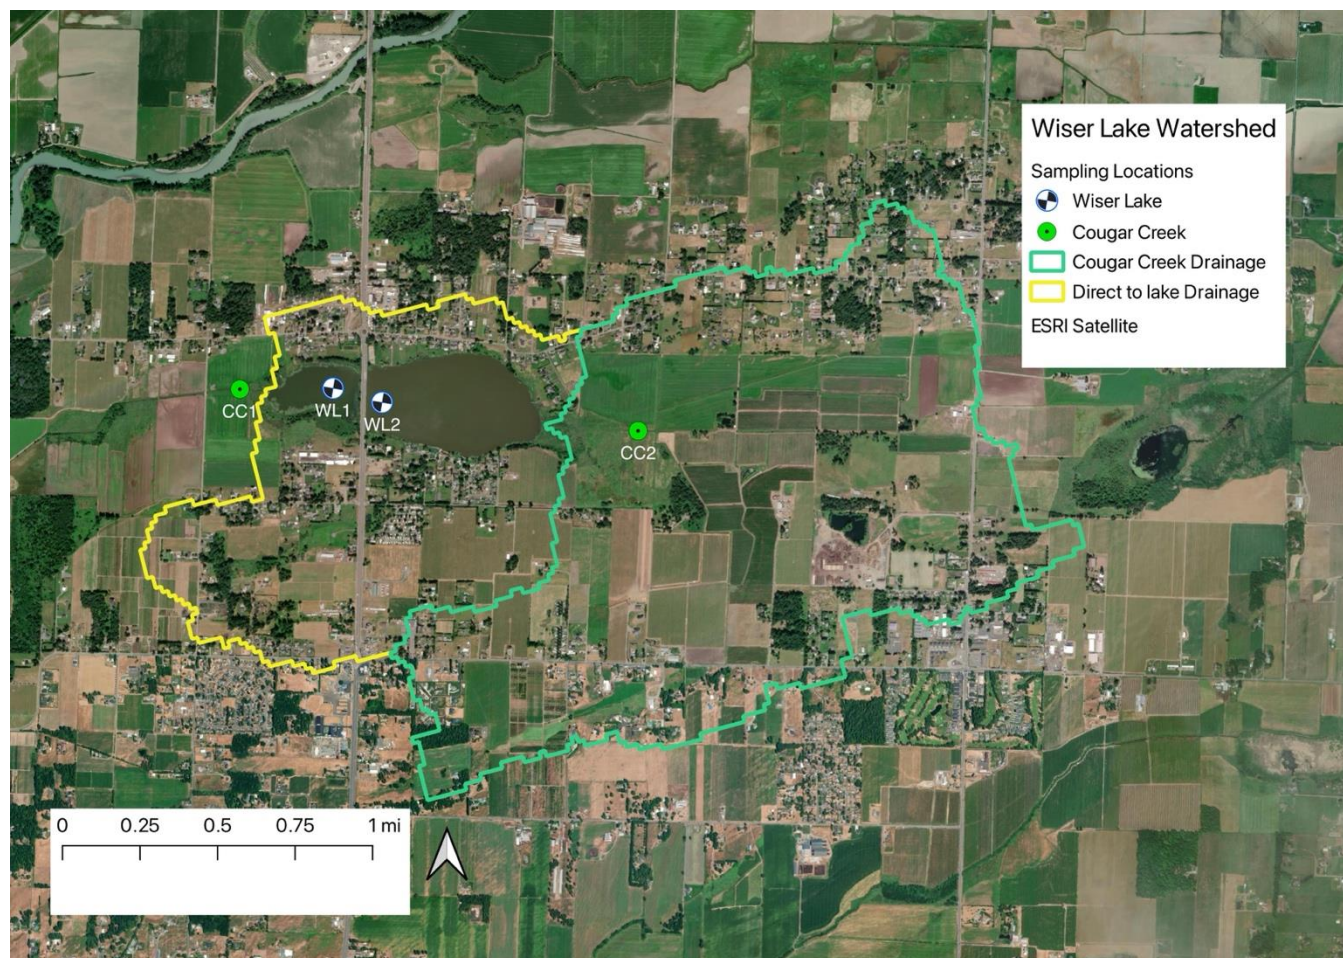 Wiser Lake Watershed
Sampling Locations
Wiser Lake
Cougar Creek
Cougar Creek Drainage
Direct to lake Drainage
ESRI Satellite
CC1
WL1
WL2
CC2
0 0.25 0.5 0.75 1 mi